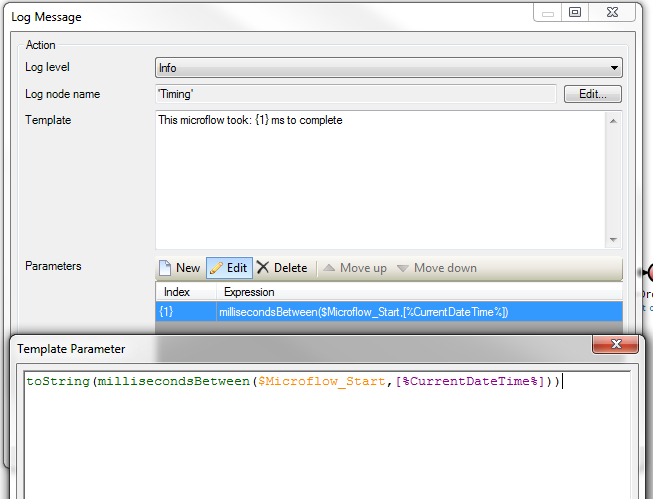 Log Message
Action
Log level
Info
Log node name
'Timing'
Edit...
Template
This microflow took: {1} ms to complete
Parameters
New Edit Delete Move up Move down
Index Expression
{1} millisecondsBetween($Microflow_Start,[%CurrentDateTime%])
Template Parameter
toString(millisecondsBetween($Microflow_Start,[%CurrentDateTime%]))